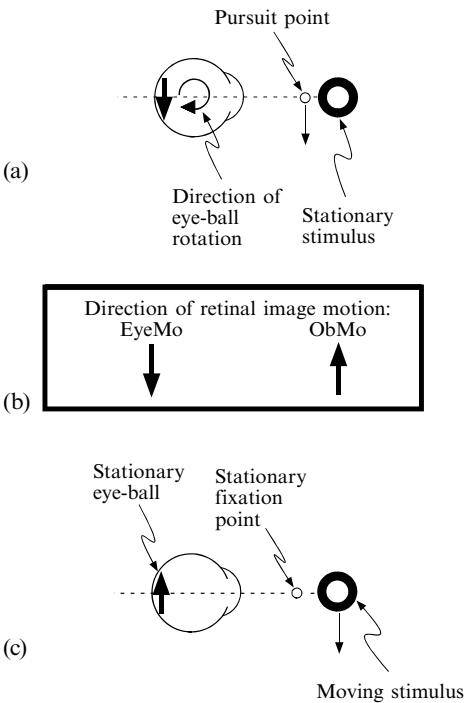 (a)
Pursuit point
Direction of
eye-ball
rotation
Stationary
stimulus
(b)
Direction of retinal image motion:
EyeMo ObMo
(c)
Stationary
eye-ball
Stationary
fixation
point
Moving stimulus